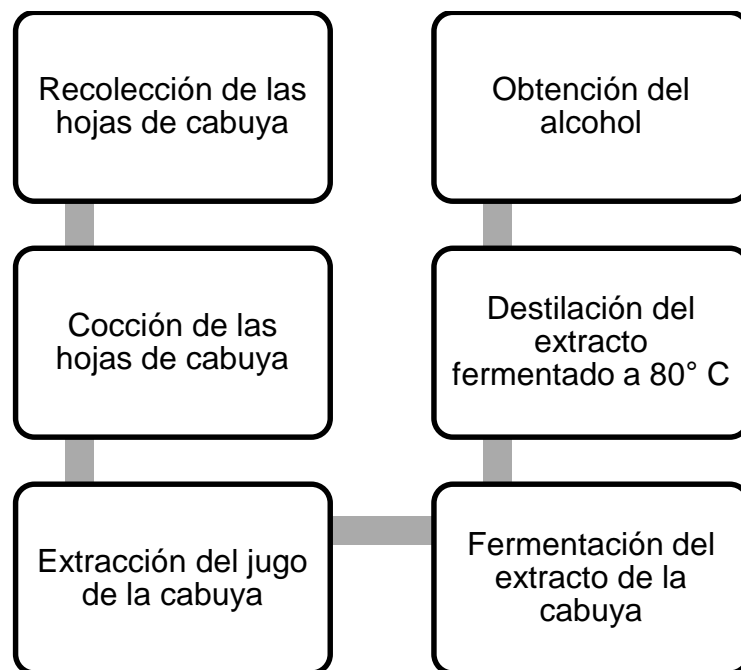 Recolección de las
hojas de cabuya
Cocción de las
hojas de cabuya
Extracción del jugo
de la cabuya
Fermentación del
extracto de la
cabuya
Destilación del
extracto
fermentado a 80° C
Obtención del
alcohol